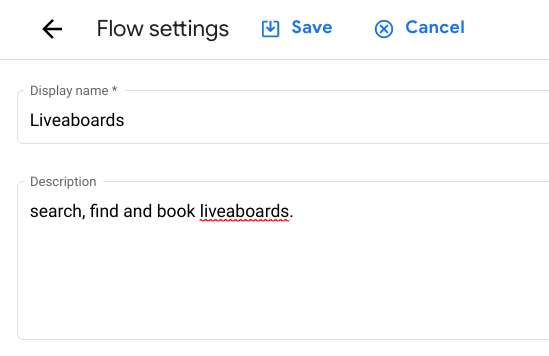 Flow settings Save Cancel
Display name *
Liveaboards
Description
search, find and book liveaboards.